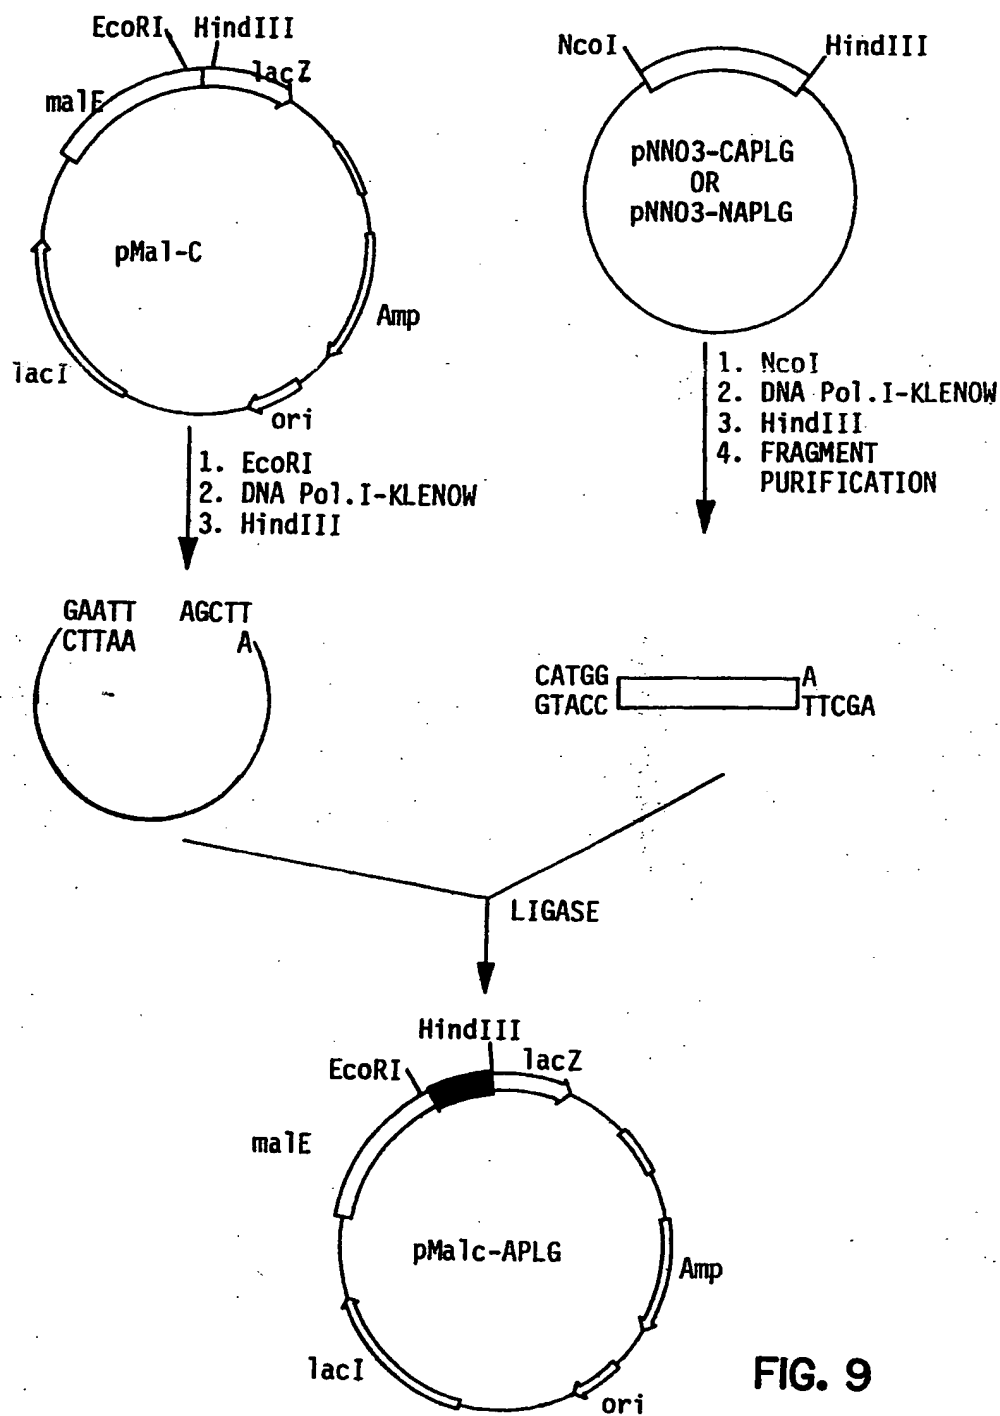 EcoRI HindIII
lacZ
malE
pMal-C
Amp
lacI
ori
NcoI HindIII
pNN03-CAPLG
OR
pNN03-NAPLG
1. EcoRI
2. DNA Pol.I-KLENOW
3. HindIII
1. NcoI
2. DNA Pol.I-KLENOW
3. HindIII
4. FRAGMENT
PURIFICATION
GAATT AGCTT
CTTAA A
CATGG A
GTACC TTCGA
LIGASE
HindIII
lacZ
EcoRI
malE
pMalc-APLG
Amp
lacI
ori
FIG. 9